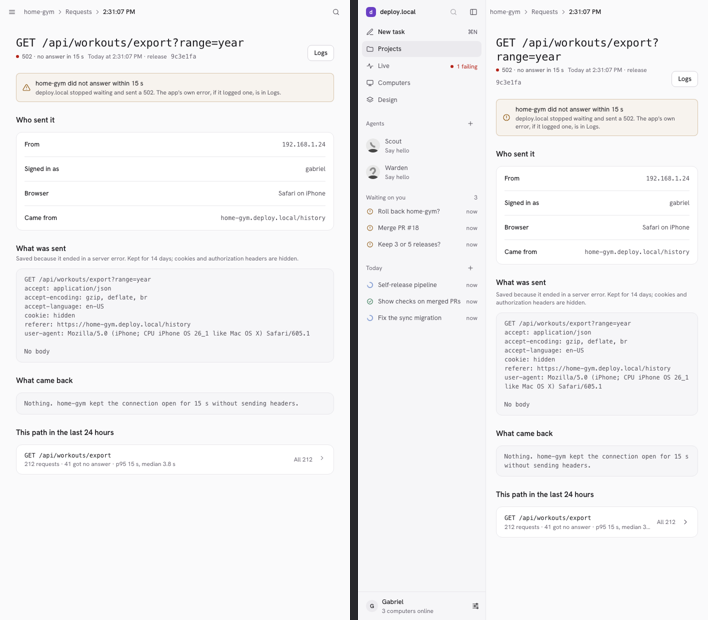 home-gym > Requests > 2:31:07 PM
GET /api/workouts/export?range=year
502 · no answer in 15 s Today at 2:31:07 PM · release 9c3e1fa
Logs
home-gym did not answer within 15 s
deploy.local stopped waiting and sent a 502. The app's own error, if it logged one, is in Logs.
Who sent it
From 192.168.1.24
Signed in as gabriel
Browser Safari on iPhone
Came from home-gym.deploy.local/history
What was sent
Saved because it ended in a server error. Kept for 14 days; cookies and authorization headers are hidden.
GET /api/workouts/export?range=year
accept: application/json
accept-encoding: gzip, deflate, br
accept-language: en-US
cookie: hidden
referer: https://home-gym.deploy.local/history
user-agent: Mozilla/5.0 (iPhone; CPU iPhone OS 26_1 like Mac OS X) Safari/605.1
No body
What came back
Nothing. home-gym kept the connection open for 15 s without sending headers.
This path in the last 24 hours
GET /api/workouts/export
212 requests · 41 got no answer · p95 15 s, median 3.8 s
All 212
d deploy.local
New task ⌘N
Projects
Live 1 failing
Computers
Design
Agents
Scout
Say hello
Warden
Say hello
Waiting on you 3
Roll back home-gym? now
Merge PR #18 now
Keep 3 or 5 releases? now
Today
Self-release pipeline now
Show checks on merged PRs now
Fix the sync migration now
G Gabriel
3 computers online
home-gym > Requests > 2:31:07 PM
GET /api/workouts/export?
range=year
502 · no answer in 15 s Today at 2:31:07 PM · release
9c3e1fa
Logs
home-gym did not answer within 15 s
deploy.local stopped waiting and sent a 502. The app's own
error, if it logged one, is in Logs.
Who sent it
From 192.168.1.24
Signed in as gabriel
Browser Safari on iPhone
Came from home-gym.deploy.local/history
What was sent
Saved because it ended in a server error. Kept for 14 days; cookies and
authorization headers are hidden.
GET /api/workouts/export?range=year
accept: application/json
accept-encoding: gzip, deflate, br
accept-language: en-US
cookie: hidden
referer: https://home-gym.deploy.local/history
user-agent: Mozilla/5.0 (iPhone; CPU iPhone OS 26_1
like Mac OS X) Safari/605.1
No body
What came back
Nothing. home-gym kept the connection open for 15 s
without sending headers.
This path in the last 24 hours
GET /api/workouts/export
212 requests · 41 got no answer · p95 15 s, median 3…
All 212